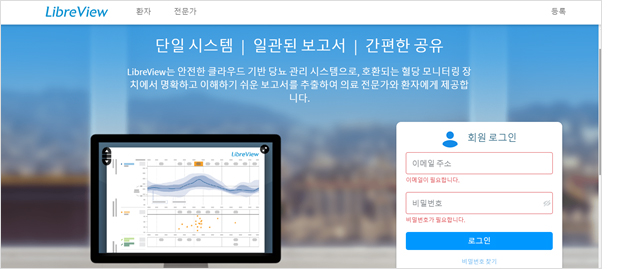 LibreView 환자 전문가 등록
단일 시스템 | 일관된 보고서 | 간편한 공유
LibreView는 안전한 클라우드 기반 당뇨 관리 시스템으로, 호환되는 혈당 모니터링 장
치에서 명확하고 이해하기 쉬운 보고서를 추출하여 의료 전문가와 환자에게 제공합
니다.
LibreView
회원 로그인
이메일 주소
이메일이 필요합니다.
비밀번호
비밀번호가 필요합니다.
로그인
비밀번호 찾기